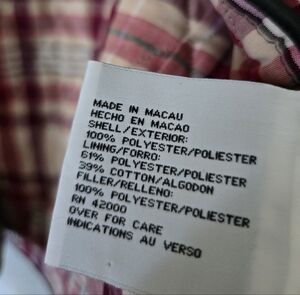 MADE IN MACAU
HECHO EN MACAO
SHELL/EXTERIOR:
100% POLYESTER/POLIESTER
LINING/FORRO:
61% POLYESTER/POLIESTER
39% COTTON/ALGODON
FILLER/RELLENO:
100% POLYESTER/POLIESTER
RN 42000
OVER FOR CARE
INDICATIONS AU VERSO